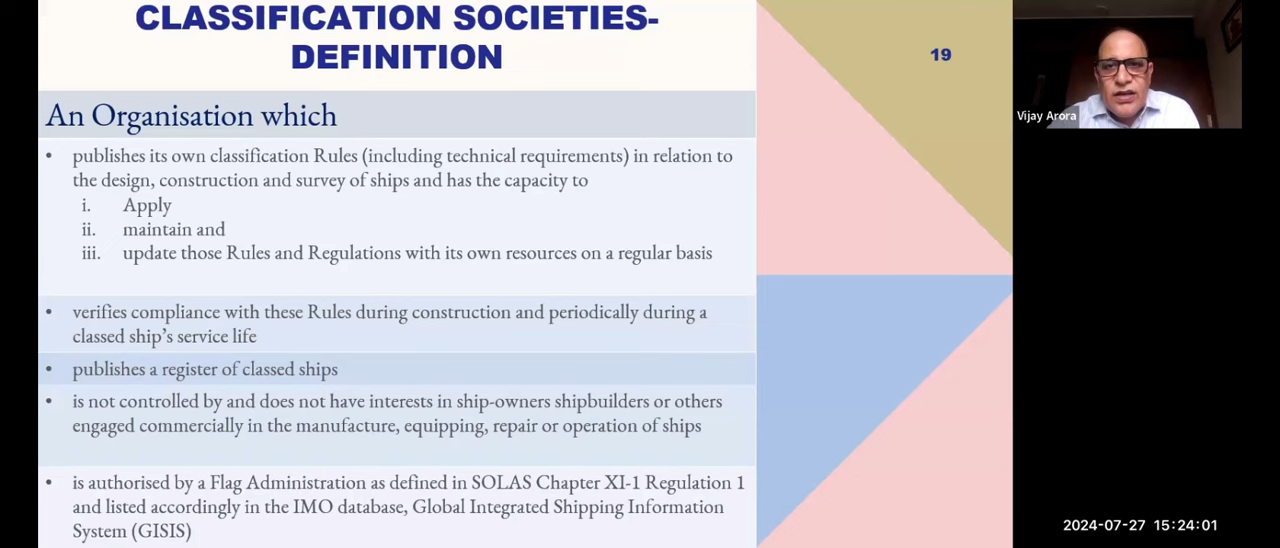 CLASSIFICATION SOCIETIES-
DEFINITION
19
Vijay Arora
An Organisation which
• publishes its own classification Rules (including technical requirements) in relation to
the design, construction and survey of ships and has the capacity to
i. Apply
ii. maintain and
iii. update those Rules and Regulations with its own resources on a regular basis
• verifies compliance with these Rules during construction and periodically during a
classed ship's service life
• publishes a register of classed ships
• is not controlled by and does not have interests in ship-owners shipbuilders or others
engaged commercially in the manufacture, equipping, repair or operation of ships
• is authorised by a Flag Administration as defined in SOLAS Chapter XI-1 Regulation 1
and listed accordingly in the IMO database, Global Integrated Shipping Information
System (GISIS)
2024-07-27 15:24:01